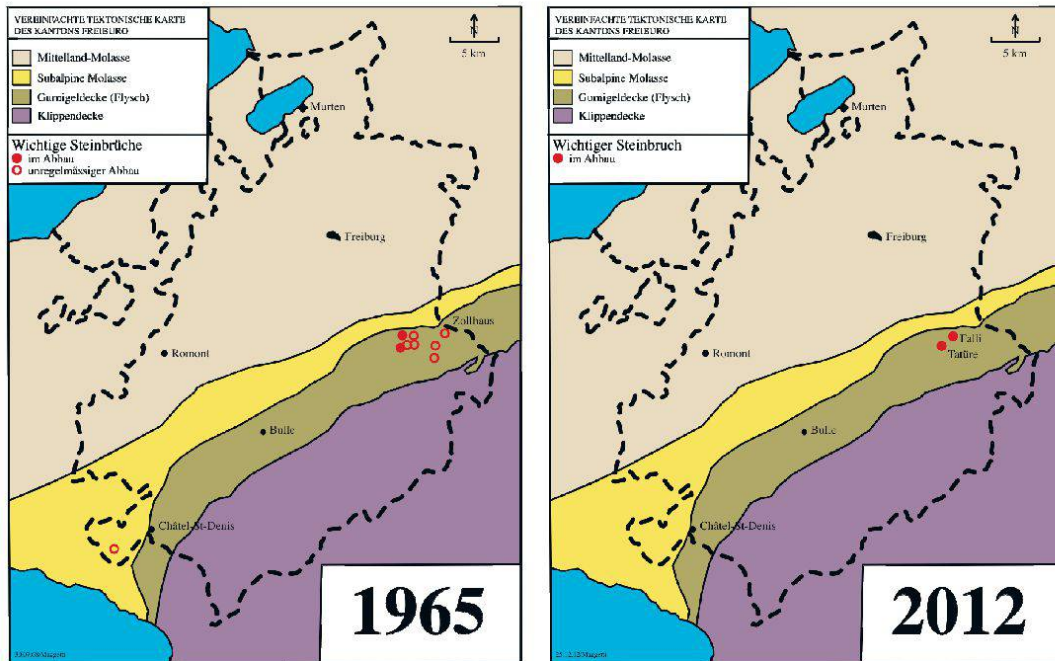 VEREINFACHTE TEKTONISCHE KARTE
DES KANTONS FREIBURG
Mittelland-Molasse
Subalpine Molasse
Gurnigeldecke (Flysch)
Klippendecke
Wichtige Steinbrüche
im Abbau
unregelmässiger Abbau
N
5 km
Murten
Freiburg
Zollhaus
Romont
Bulle
Châtel-St-Denis
1965
VEREINFACHTE TEKTONISCHE KARTE
DES KANTONS FREIBURG
Mittelland-Molasse
Subalpine Molasse
Gurnigeldecke (Flysch)
Klippendecke
Wichtiger Steinbruch
im Abbau
N
5 km
Murten
Freiburg
Falli
Tatüre
Romont
Bulle
Châtel-St-Denis
2012